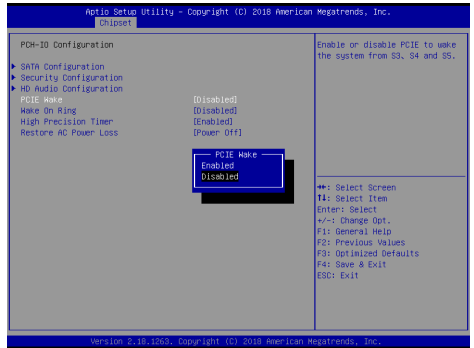 Aptio Setup Utility – Copyright (C) 2018 American Megatrends, Inc.
Chipset
PCH-IO Configuration
SATA Configuration
Security Configuration
HD Audio Configuration
PCIE Wake [Disabled]
Wake On Ring [Disabled]
High Precision Timer [Enabled]
Restore AC Power Loss [Power Off]
PCIE Wake
Enabled
Disabled
Enable or disable PCIE to wake
the system from S3, S4 and S5.
↔: Select Screen
↑↓: Select Item
Enter: Select
+/-: Change Opt.
F1: General Help
F2: Previous Values
F3: Optimized Defaults
F4: Save & Exit
ESC: Exit
Version 2.18.1263. Copyright (C) 2018 American Megatrends, Inc.